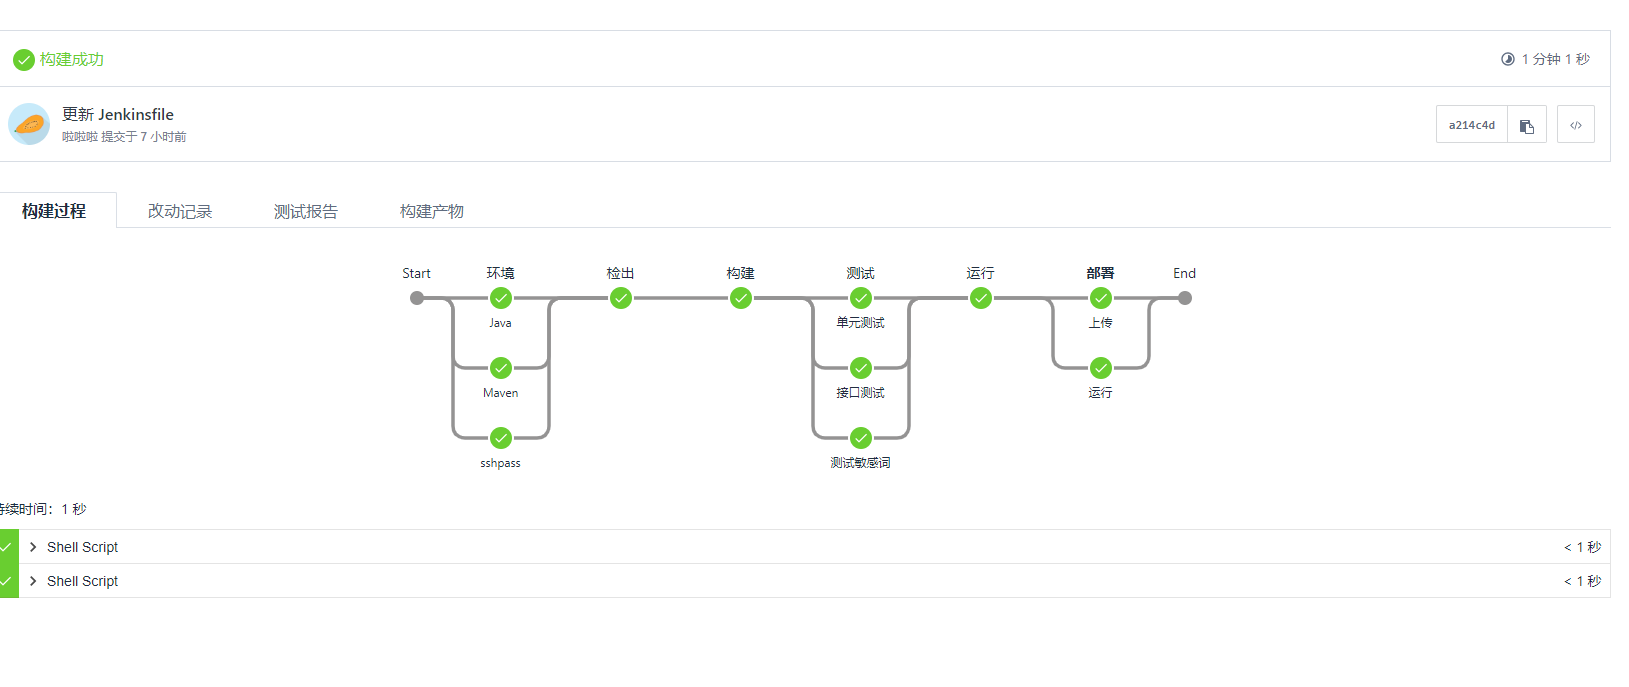 构建成功
1 分钟 1 秒
更新 Jenkinsfile
啦啦啦 提交于 7 小时前
a214c4d
构建过程 改动记录 测试报告 构建产物
Start 环境 检出 构建 测试 运行 部署 End
Java 单元测试 上传
Maven 接口测试 运行
sshpass 测试敏感词
持续时间：1 秒
Shell Script < 1 秒
Shell Script < 1 秒